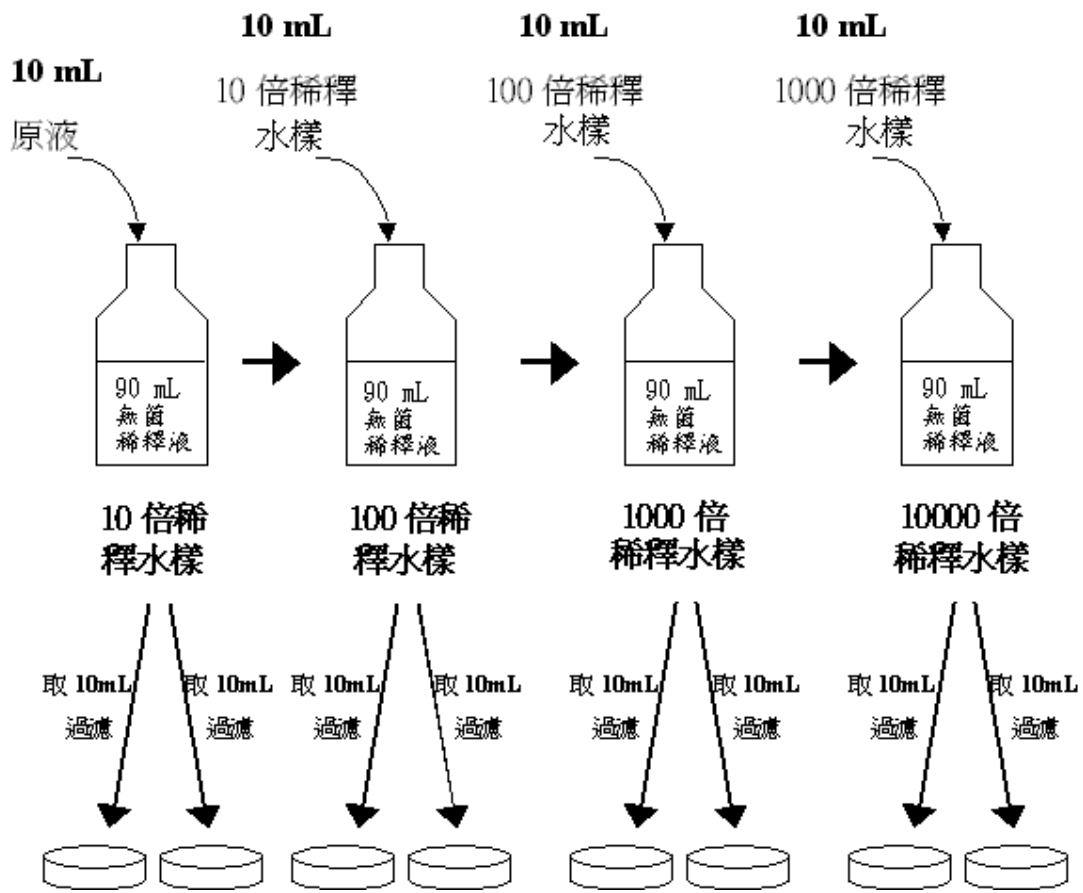 10 mL
原液
10 mL
10 倍稀釋
水樣
10 mL
100 倍稀釋
水樣
10 mL
1000 倍稀釋
水樣
90 mL
無菌
稀釋液
90 mL
無菌
稀釋液
90 mL
無菌
稀釋液
90 mL
無菌
稀釋液
10 倍稀
釋水樣
100 倍稀
釋水樣
1000 倍
稀釋水樣
10000 倍
稀釋水樣
取 10mL
過濾
取 10mL
過濾
取 10mL
過濾
取 10mL
過濾
取 10mL
過濾
取 10mL
過濾
取 10mL
過濾
取 10mL
過濾